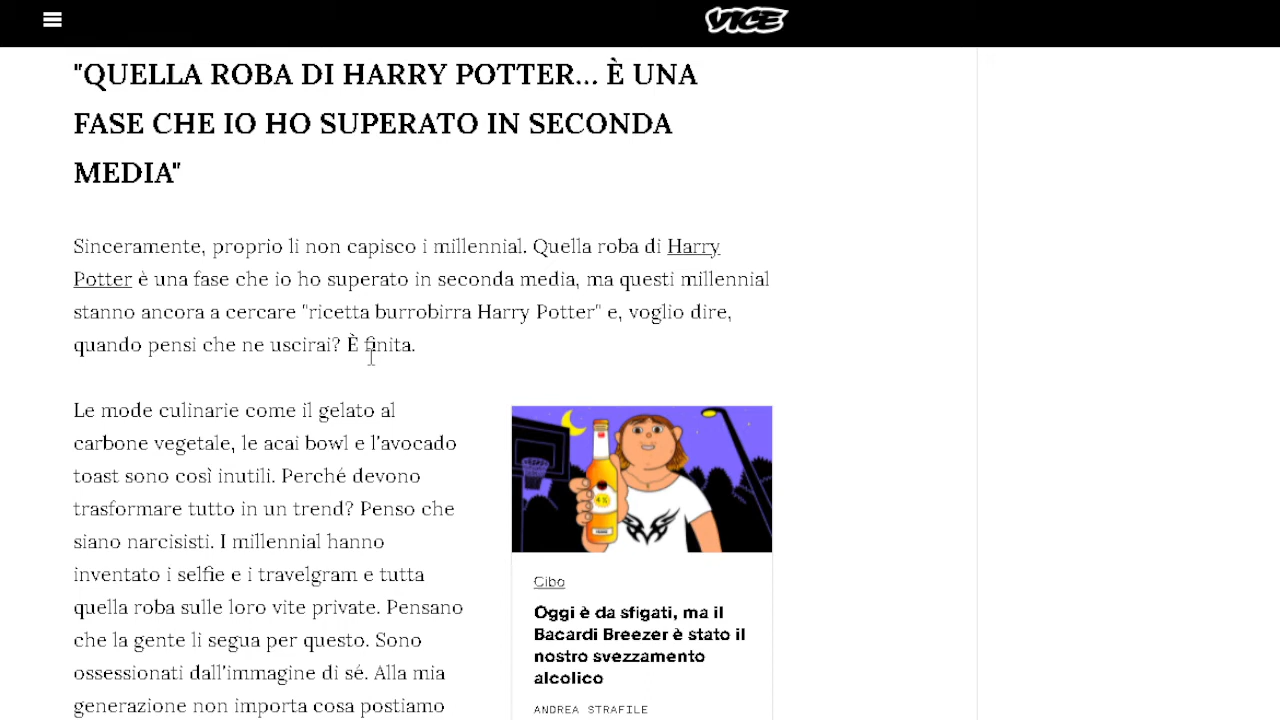 VICE
"QUELLA ROBA DI HARRY POTTER... È UNA
FASE CHE IO HO SUPERATO IN SECONDA
MEDIA"
Sinceramente, proprio li non capisco i millennial. Quella roba di Harry
Potter è una fase che io ho superato in seconda media, ma questi millennial
stanno ancora a cercare "ricetta burrobirra Harry Potter" e, voglio dire,
quando pensi che ne uscirai? È finita.
Le mode culinarie come il gelato al
carbone vegetale, le acai bowl e l'avocado
toast sono così inutili. Perché devono
trasformare tutto in un trend? Penso che
siano narcisisti. I millennial hanno
inventato i selfie e i travelgram e tutta
quella roba sulle loro vite private. Pensano
che la gente li segua per questo. Sono
ossessionati dall'immagine di sé. Alla mia
generazione non importa cosa postiamo
Cibo
Oggi è da sfigati, ma il
Bacardi Breezer è stato il
nostro svezzamento
alcolico
ANDREA STRAFILE